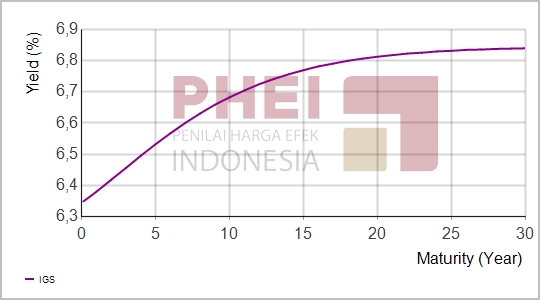 6,9
6,8
6,7
6,6
6,5
6,4
6,3
Yield (%)
PHEI
PENILAI HARGA EFEK
INDONESIA
0 5 10 15 20 25 30
Maturity (Year)
IGS